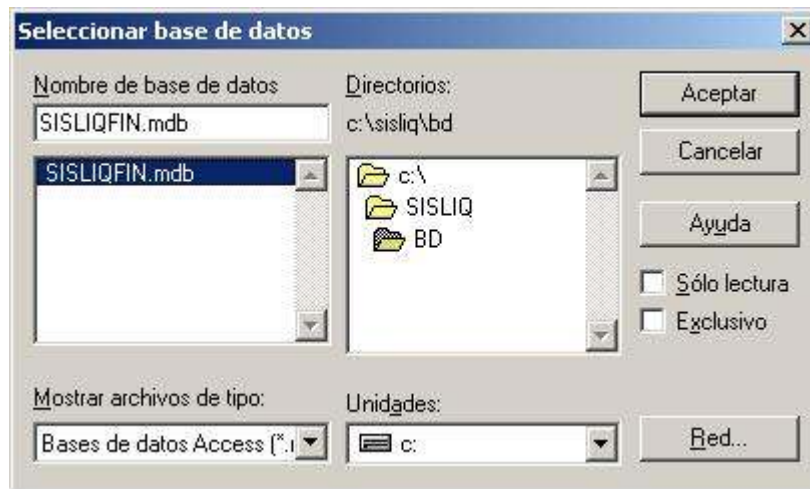 Seleccionar base de datos
Nombre de base de datos
SISLIQFIN.mdb
SISLIQFIN.mdb
Directorios:
c:\sisliq\bd
c:\
SISLIQ
BD
Aceptar
Cancelar
Ayuda
Sólo lectura
Exclusivo
Mostrar archivos de tipo:
Bases de datos Access (*.
Unidades:
c:
Red...